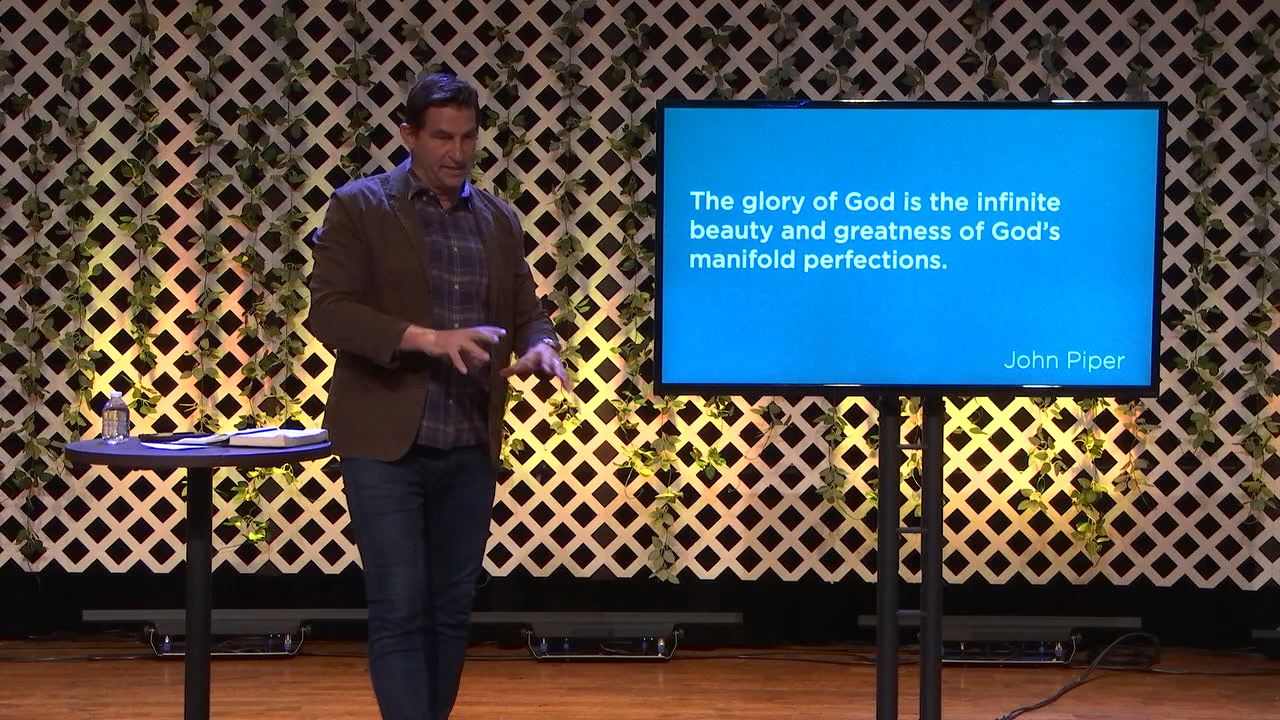 The glory of God is the infinite
beauty and greatness of God’s
manifold perfections.
John Piper